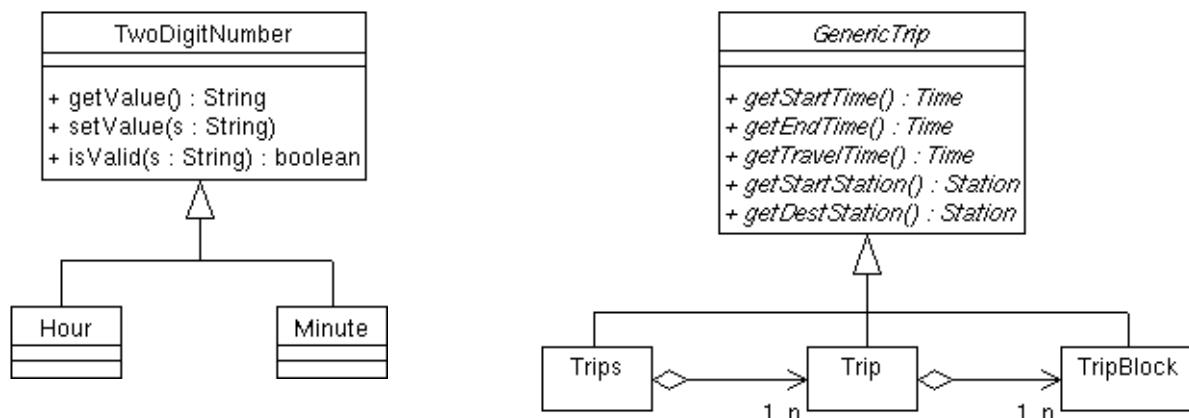 TwoDigitNumber
+ getValue() : String
+ setValue(s : String)
+ isValid(s : String) : boolean
Hour
Minute
GenericTrip
+ getStartTime() : Time
+ getEndTime() : Time
+ getTravelTime() : Time
+ getStartStation() : Station
+ getDestStation() : Station
Trips
Trip
TripBlock
1..n
1..n